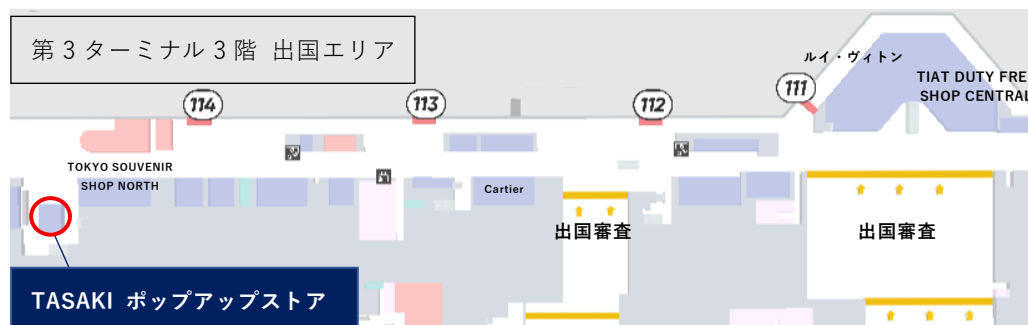 第3ターミナル3階 出国エリア
114
113
112
111
ルイ・ヴィトン
TIAT DUTY FRE
SHOP CENTRAL
TOKYO SOUVENIR
SHOP NORTH
Cartier
出国審査
出国審査
TASAKI ポップアップストア